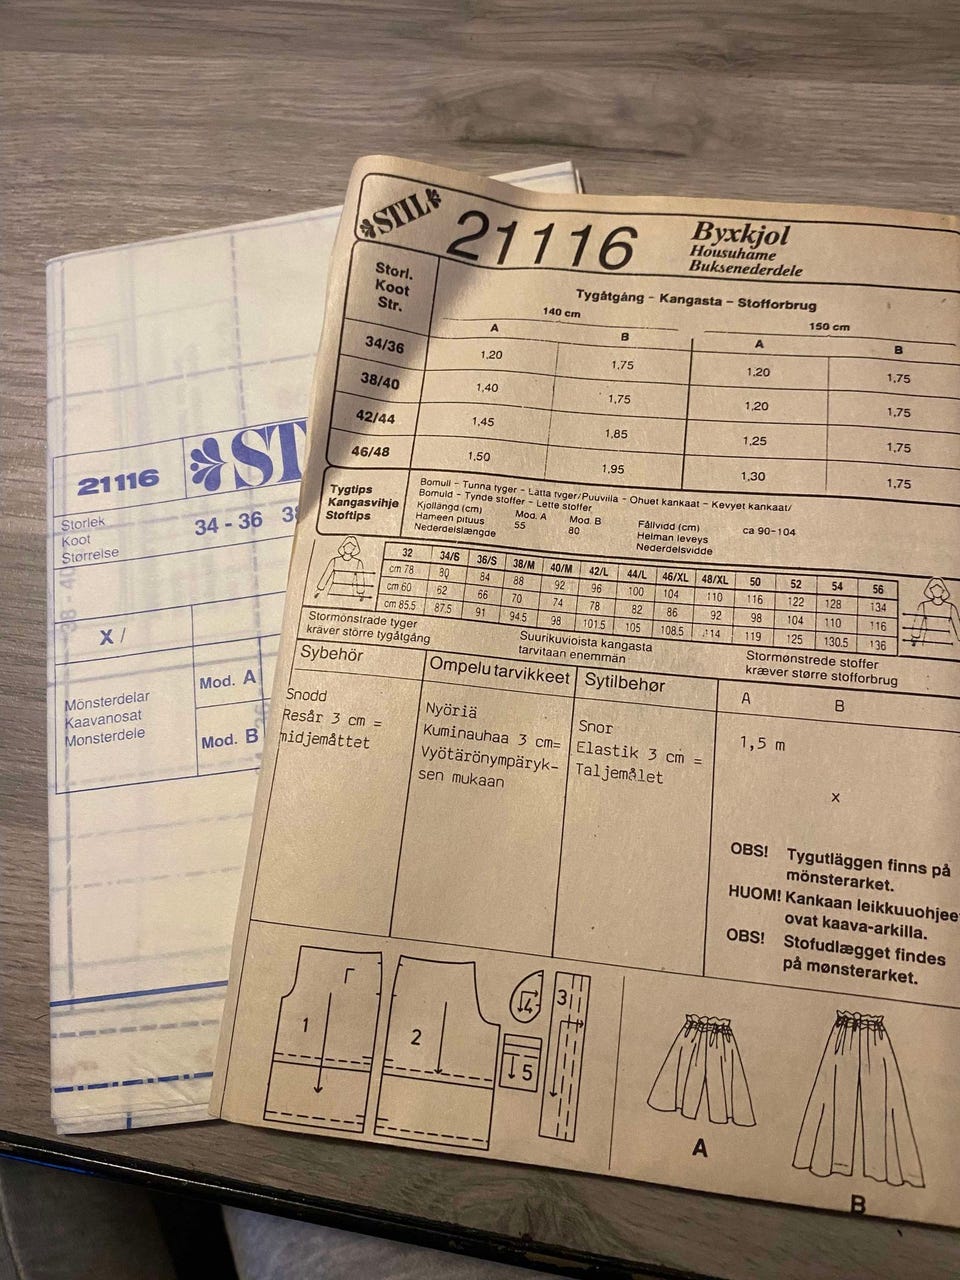 STIL
21116
Byxkjol
Housuhame
Buksenederdele
Storl.
Koot
Str.
Tygåtgång - Kangasta - Stofforbrug
140 cm 150 cm
A B A B
34/36 1,20 1,75 1,20 1,75
38/40 1,40 1,75 1,20 1,75
42/44 1,45 1,85 1,25 1,75
46/48 1,50 1,95 1,30 1,75
Tygtips
Kangasvihje
Stoftips
Bomull - Tunna tyger - Lätta tyger/Puuvilla - Ohuet kankaat - Kevyet kankaat/
Bomuld - Tynde stoffer - Lette stoffer
Kjollängd (cm) Mod. A Mod. B Fållvidd (cm) ca 90-104
Hameen pituus 55 80 Helman leveys
Nederdelslængde Nederdelsvidde
32 34/6 36/S 38/M 40/M 42/L 44/L 46/XL 48/XL 50 52 54 56
cm 78 80 84 88 92 96 100 104 110 116 122 128 134
cm 60 62 66 70 74 78 82 86 92 98 104 110 116
cm 85.5 87.5 91 94.5 98 101.5 105 108.5 114 119 125 130.5 136
Stormönstrade tyger
kräver större tygåtgång
Suurikuvioista kangasta
tarvitaan enemmän
Stormønstrede stoffer
kræver større stofforbrug
Sybehör
Snodd
Resår 3 cm =
midjemåttet
Ompelutarvikkeet
Nyöriä
Kuminauhaa 3 cm=
Vyötärönympäryk-
sen mukaan
Sytilbehør
Snor
Elastik 3 cm =
Taljemålet
A B
1,5 m
x
OBS! Tygutläggen finns på
mönsterarket.
HUOM! Kankaan leikkuuohjee
ovat kaava-arkilla.
OBS! Stofudlægget findes
på mønsterarket.
1
2
4
3
5
A
B
21116
ST
Storlek
Koot
Størrelse
34 - 36 38
38 - 40
X /
Mönsterdelar
Kaavanosat
Mønsterdele
Mod. A
Mod. B